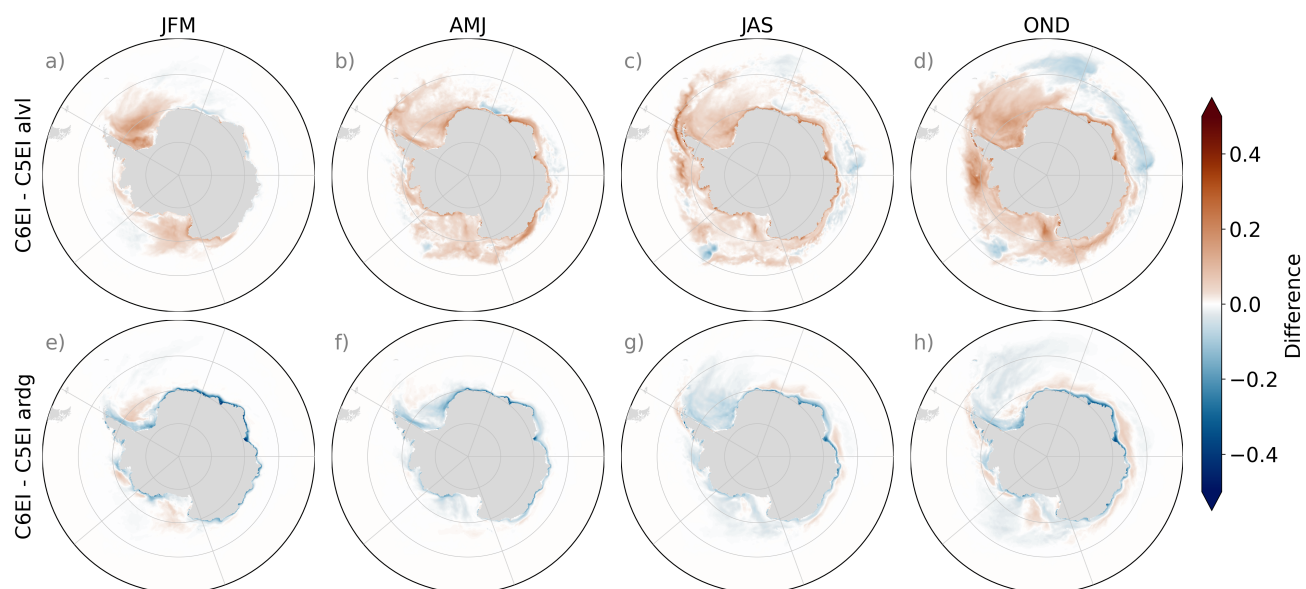 JFM AMJ JAS OND
a) b) c) d)
C6EI - C5EI alvl
e) f) g) h)
C6EI - C5EI ardg
0.4
0.2
0.0
−0.2
−0.4
Difference